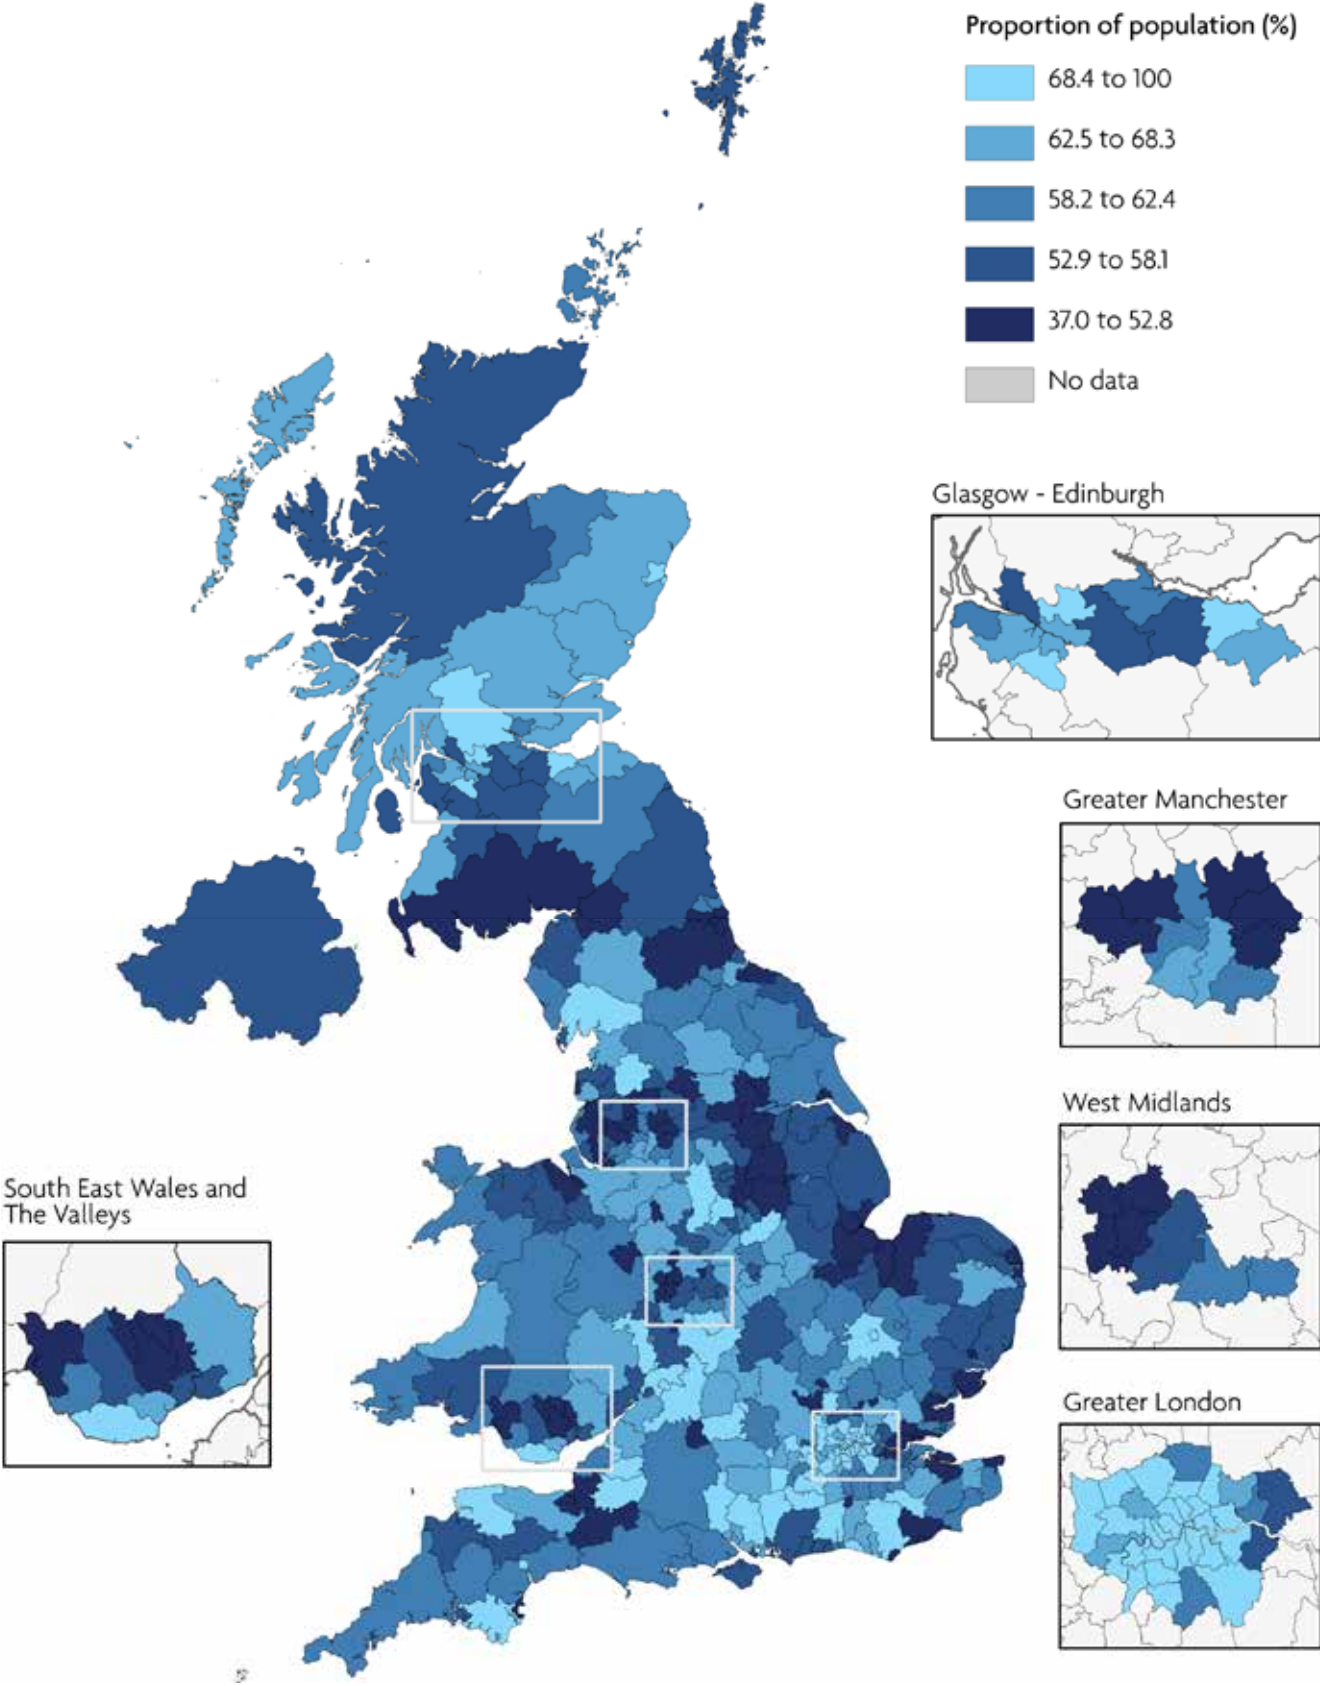 Proportion of population (%)
68.4 to 100
62.5 to 68.3
58.2 to 62.4
52.9 to 58.1
37.0 to 52.8
No data
Glasgow - Edinburgh
Greater Manchester
West Midlands
South East Wales and
The Valleys
Greater London